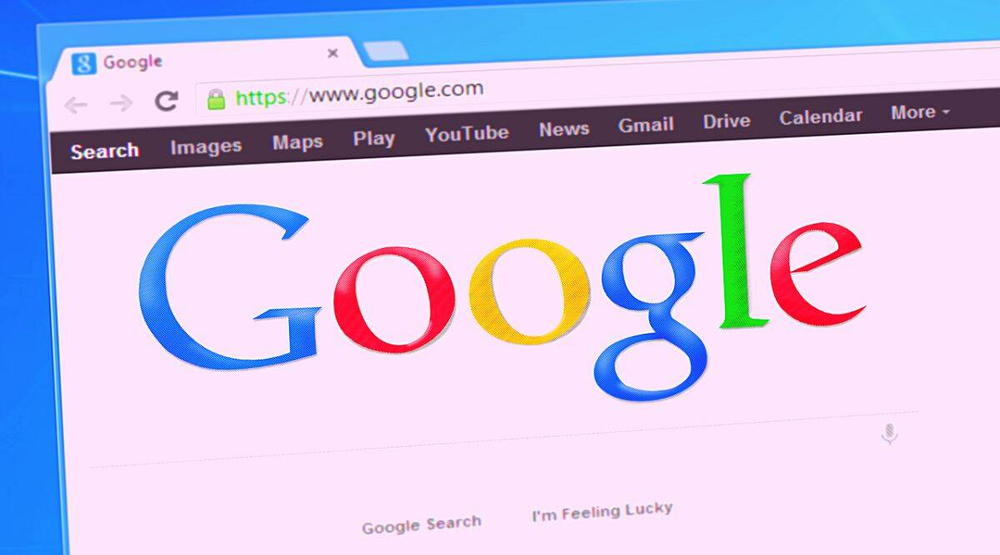 Google
https://www.google.com
Search Images Maps Play YouTube News Gmail Drive Calendar More
Google
Google Search I'm Feeling Lucky